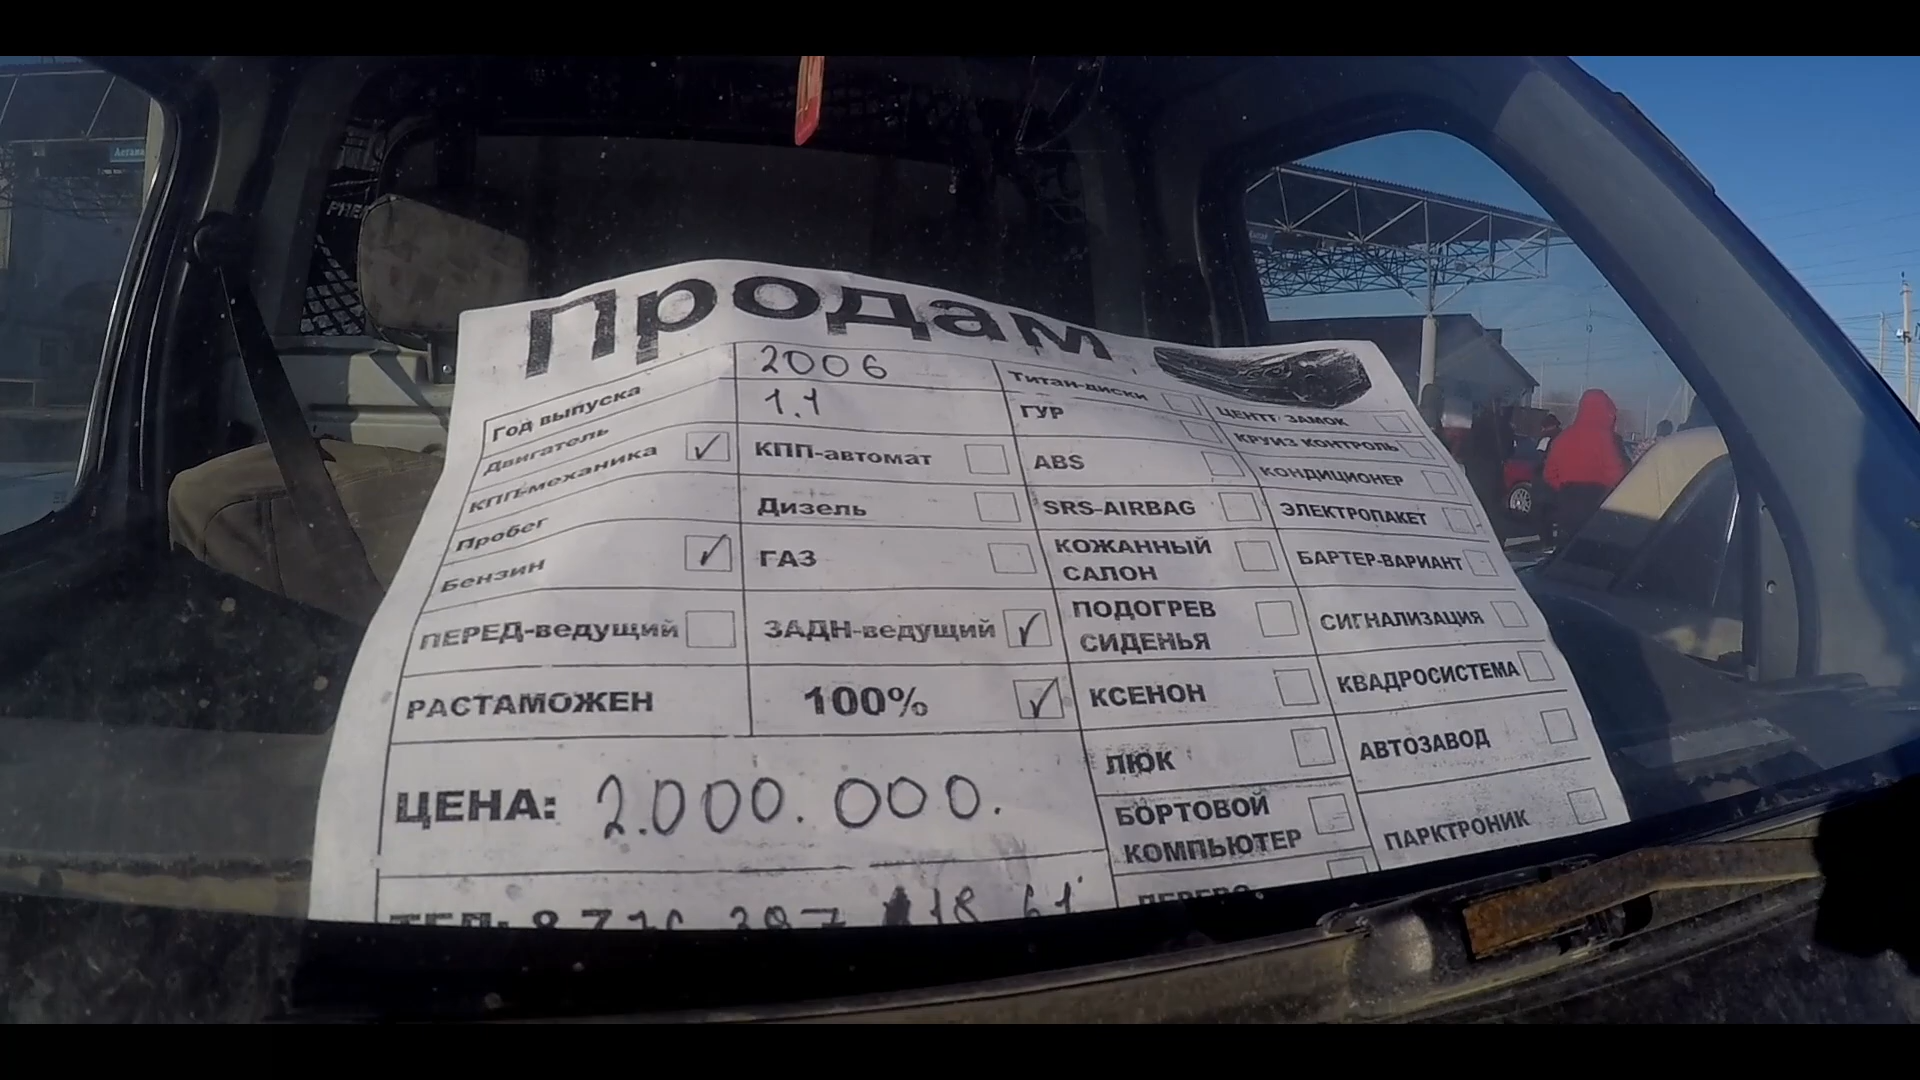 Продам
Год выпуска 2006
Двигатель 1.1
КПП-механика ✓ КПП-автомат
Пробег Дизель
Бензин ✓ ГАЗ
ПЕРЕД-ведущий ЗАДН-ведущий ✓
РАСТАМОЖЕН 100% ✓
ЦЕНА: 2.000.000.
Титан-диски
ГУР
ABS
SRS-AIRBAG
КОЖАННЫЙ
САЛОН
ПОДОГРЕВ
СИДЕНЬЯ
КСЕНОН
ЛЮК
БОРТОВОЙ
КОМПЬЮТЕР
ЦЕНТГ ЗАМОК
КРУИЗ КОНТРОЛЬ
КОНДИЦИОНЕР
ЭЛЕКТРОПАКЕТ
БАРТЕР-ВАРИАНТ
СИГНАЛИЗАЦИЯ
КВАДРОСИСТЕМА
АВТОЗАВОД
ПАРКТРОНИК